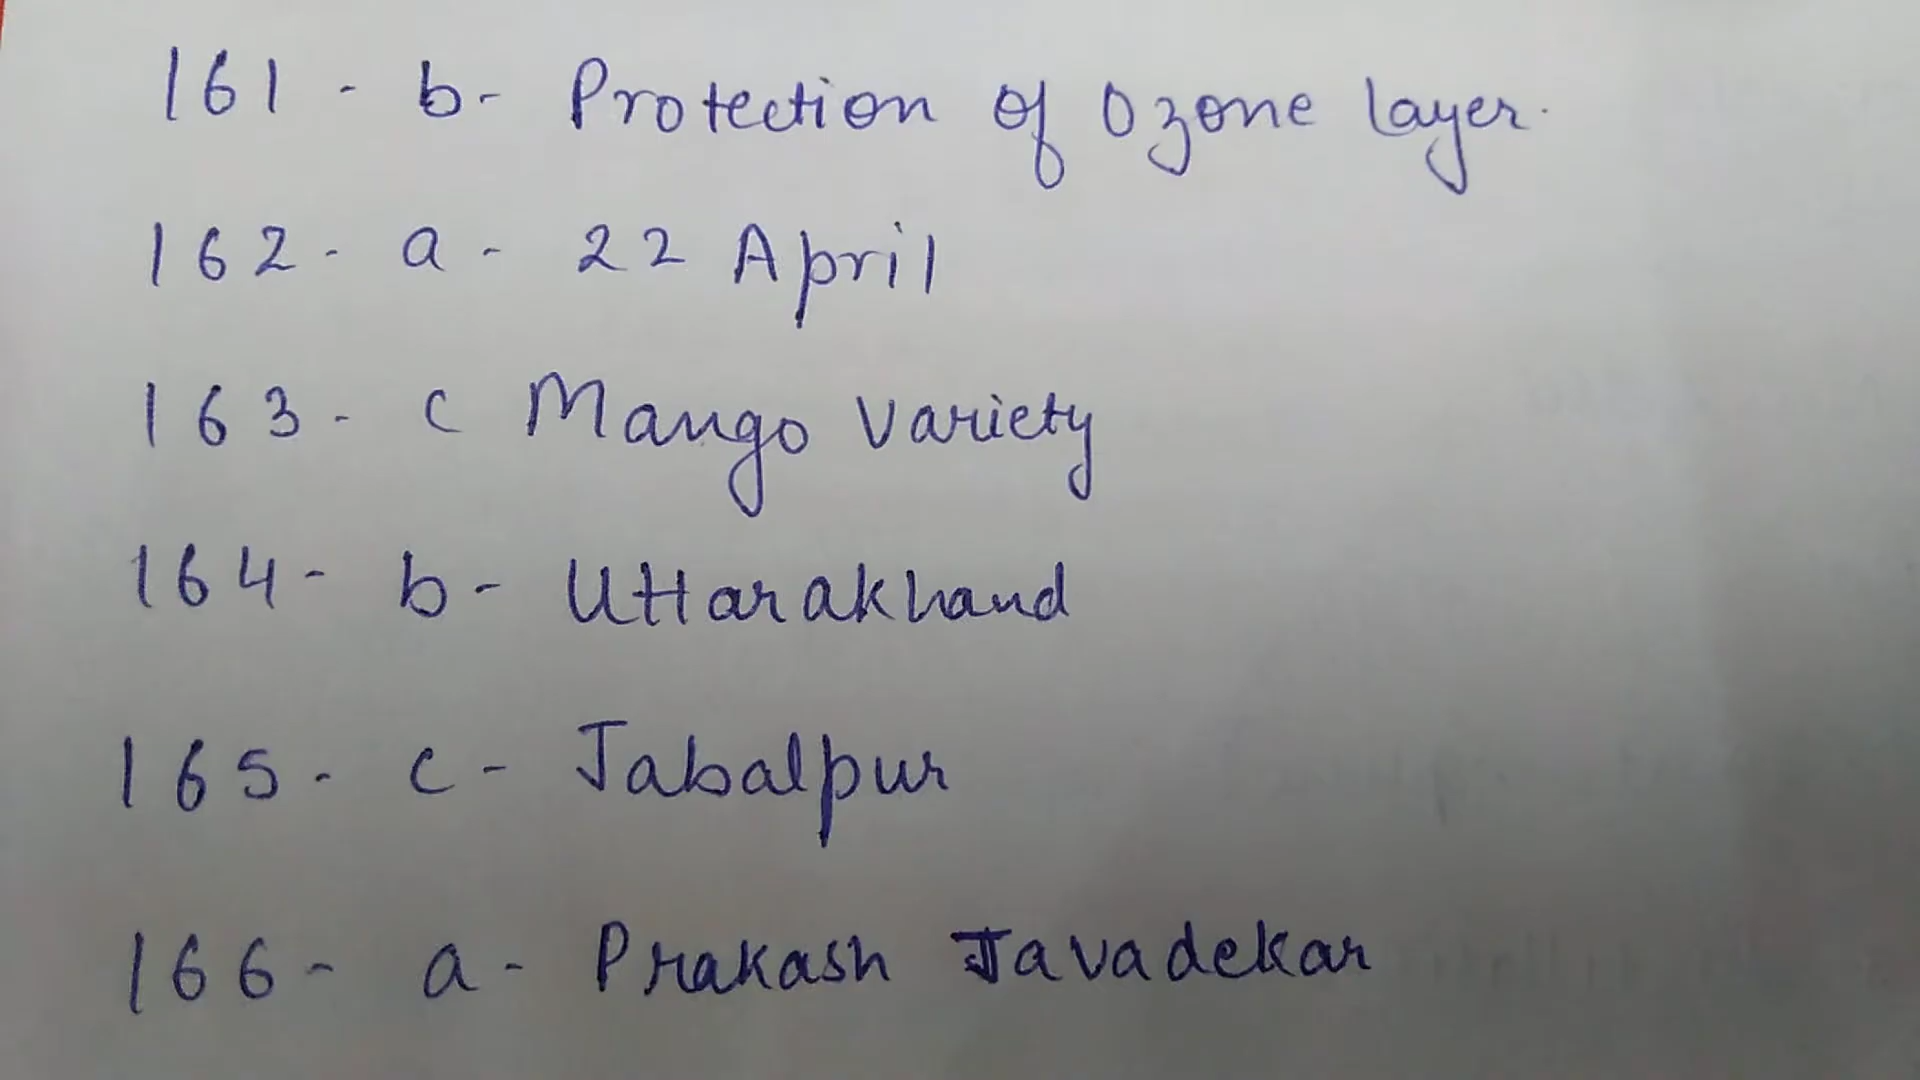 161 - b - Protection of Ozone layer.
162 - a - 22 April
163 - c Mango Variety
164 - b - Uttarakhand
165 - c - Jabalpur
166 - a - Prakash Javadekar